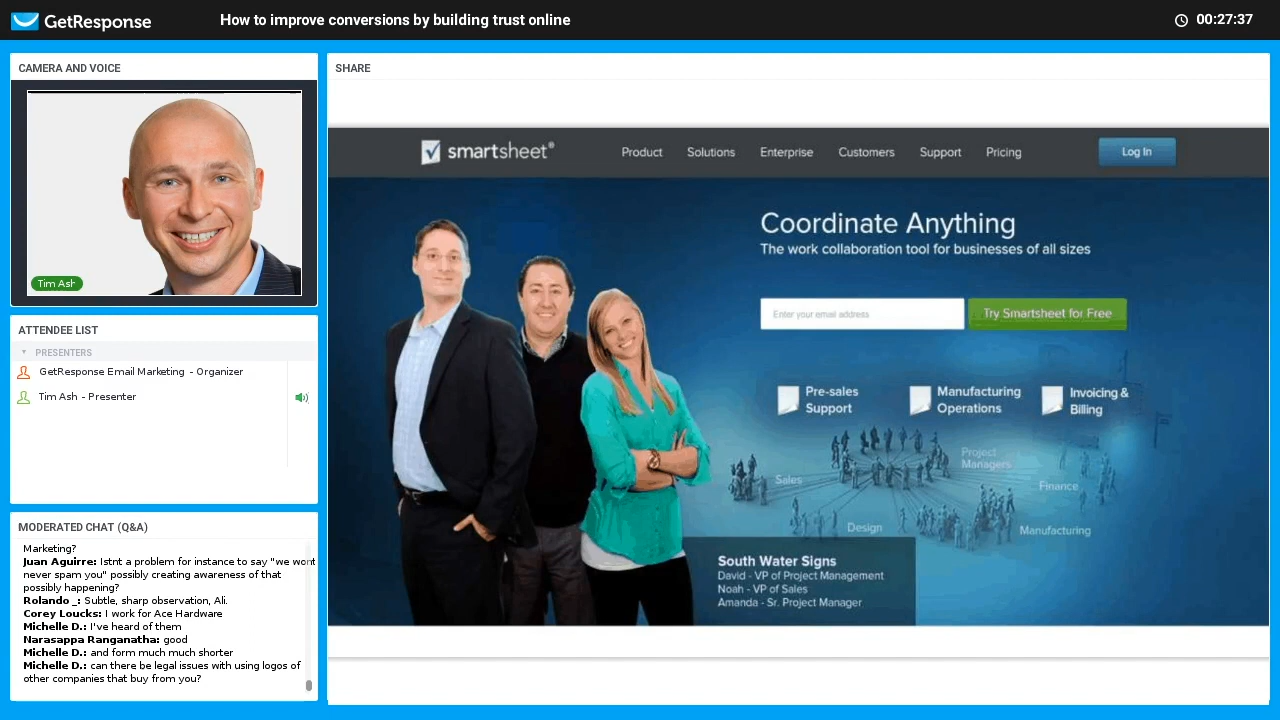 GetResponse
How to improve conversions by building trust online
00:27:37
CAMERA AND VOICE
Tim Ash
ATTENDEE LIST
PRESENTERS
GetResponse Email Marketing - Organizer
Tim Ash - Presenter
MODERATED CHAT (Q&A)
Marketing?
Juan Aguirre: Istnt a problem for instance to say "we wont
never spam you" possibly creating awareness of that
possibly happening?
Rolando _: Subtle, sharp observation, Ali.
Corey Loucks: I work for Ace Hardware
Michelle D.: I've heard of them
Narasappa Ranganatha: good
Michelle D.: and form much much shorter
Michelle D.: can there be legal issues with using logos of
other companies that buy from you?
SHARE
smartsheet®
Product Solutions Enterprise Customers Support Pricing
Log In
Coordinate Anything
The work collaboration tool for businesses of all sizes
Enter your email address
Try Smartsheet for Free
Pre-sales
Support
Manufacturing
Operations
Invoicing &
Billing
Project
Managers
Sales
Finance
Design
Manufacturing
South Water Signs
David - VP of Project Management
Noah - VP of Sales
Amanda - Sr. Project Manager